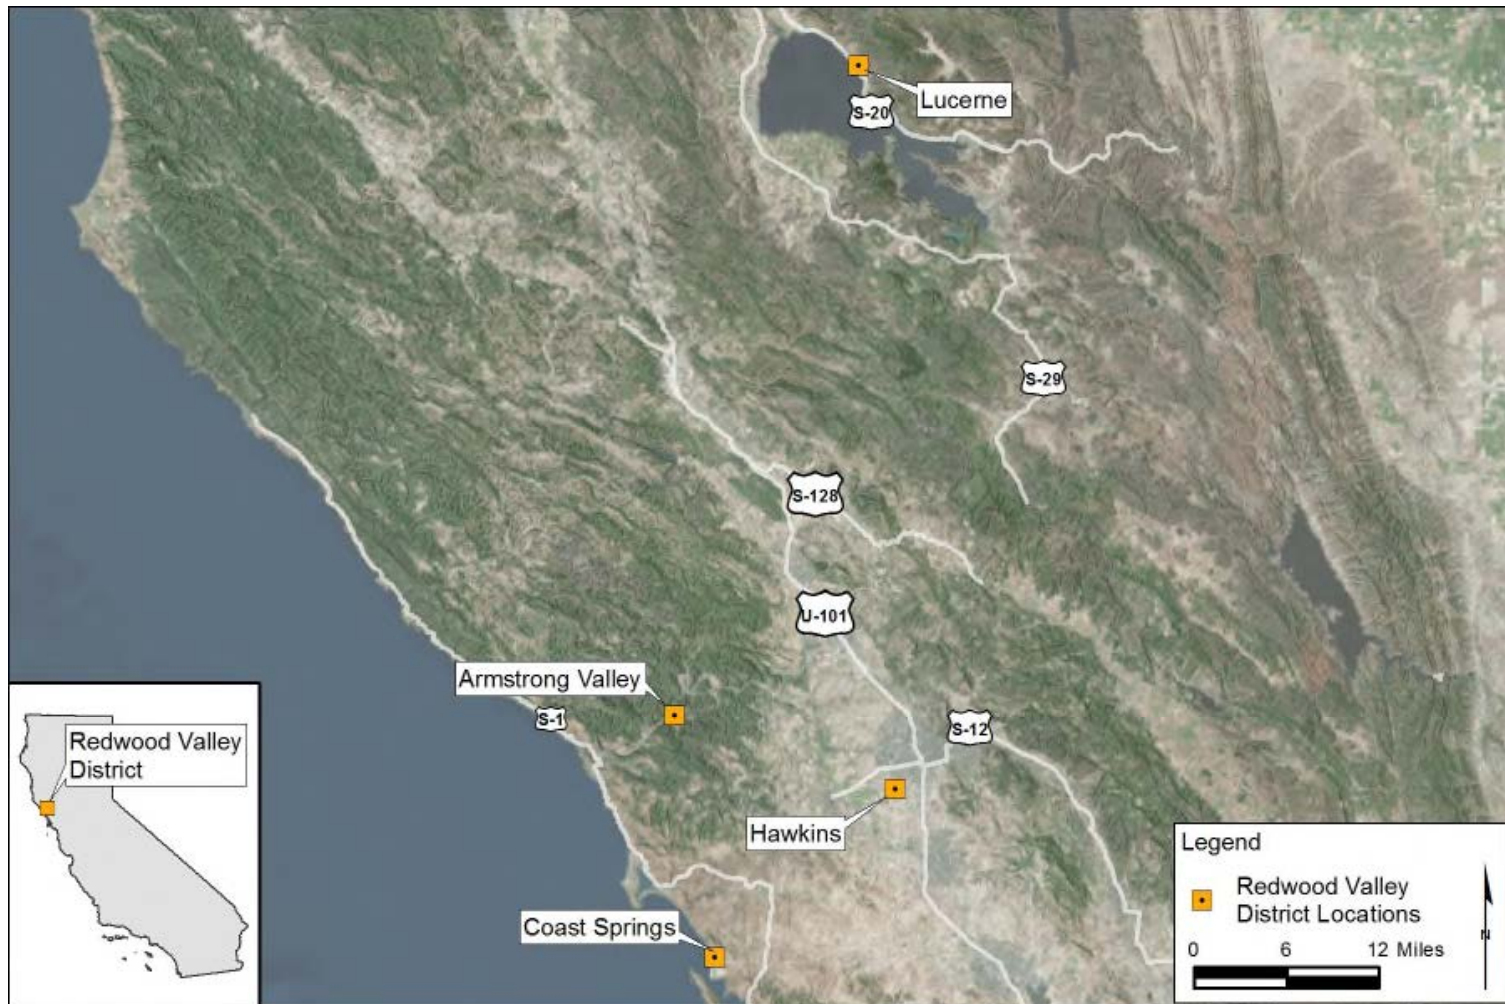 Lucerne
S-20
S-29
S-128
U-101
Armstrong Valley
S-1
S-12
Redwood Valley
District
Hawkins
Coast Springs
Legend
Redwood Valley
District Locations
0 6 12 Miles
N